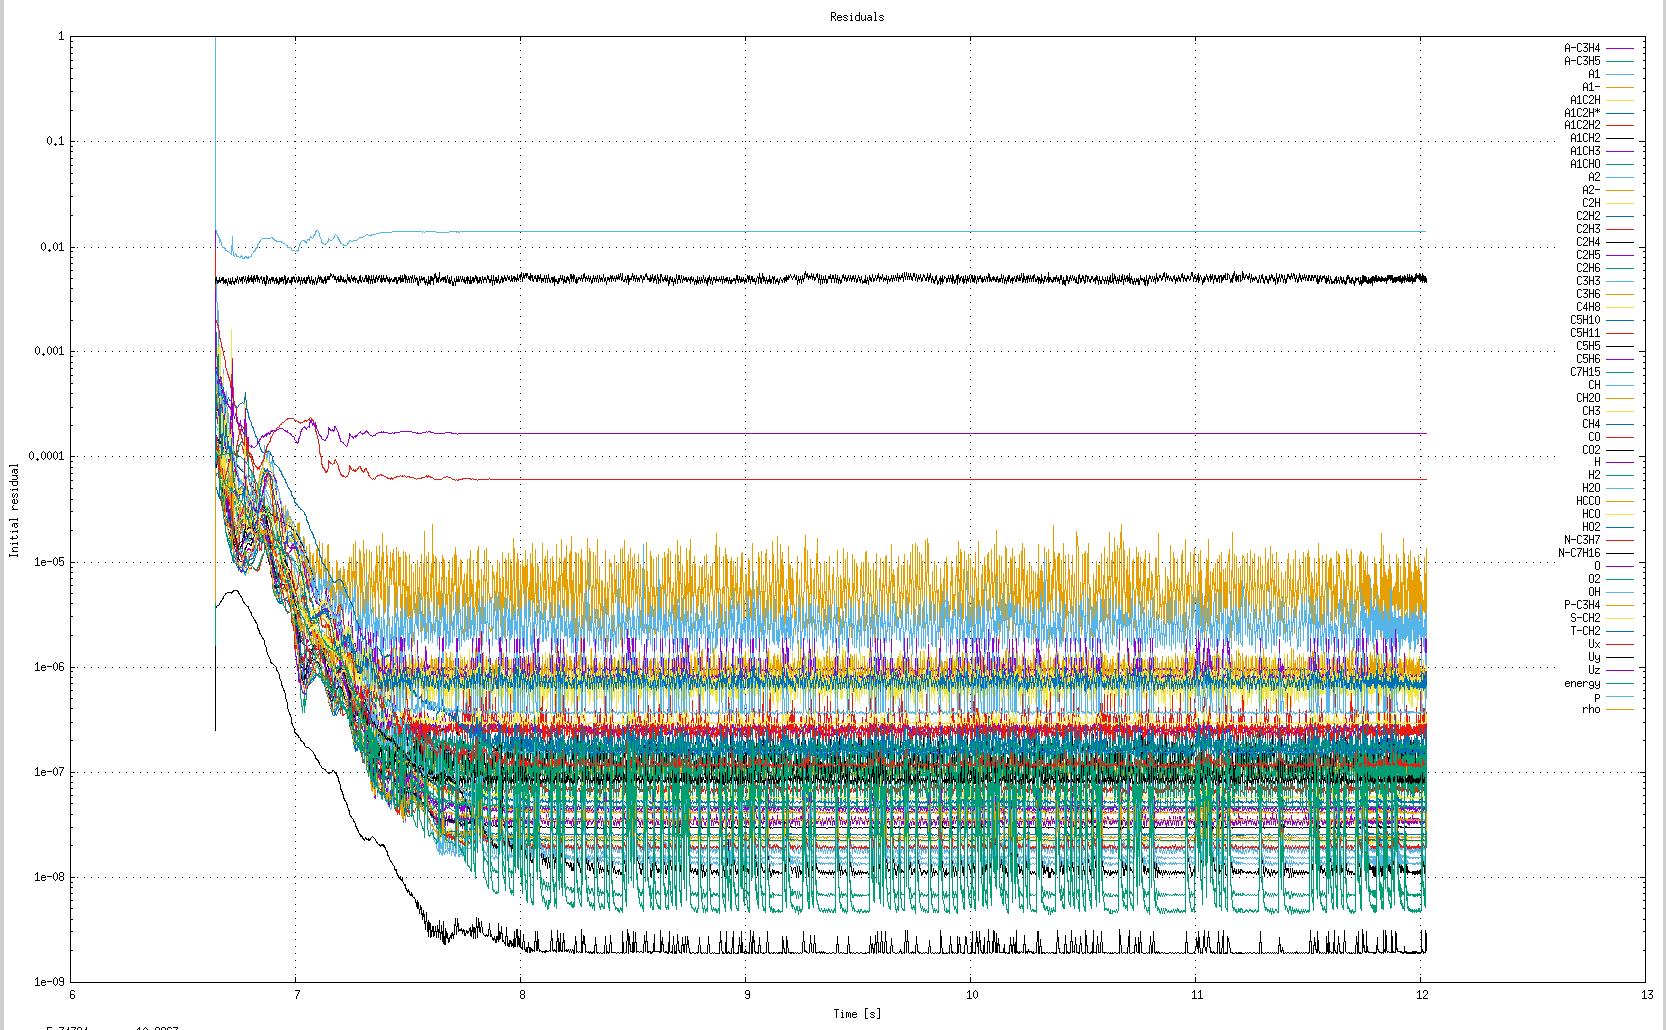 Residuals
1
0.1
0.01
0.001
0.0001
1e-05
1e-06
1e-07
1e-08
1e-09
Initial residual
6
7
8
9
10
11
12
13
Time [s]
A-C3H4
A-C3H5
A1
A1-
A1C2H
A1C2H*
A1C2H2
A1CH2
A1CH3
A1CHO
A2
A2-
C2H
C2H2
C2H3
C2H4
C2H5
C2H6
C3H3
C3H6
C4H8
C5H10
C5H11
C5H5
C5H6
C7H15
CH
CH2O
CH3
CH4
CO
CO2
H
H2
H2O
HCCO
HCO
HO2
N-C3H7
N-C7H16
O
O2
OH
P-C3H4
S-CH2
T-CH2
Ux
Uy
Uz
energy
p
rho